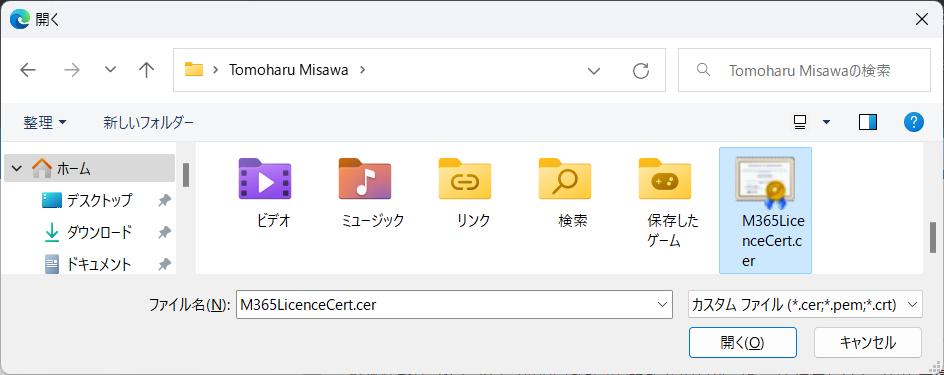 開く
Tomoharu Misawa
Tomoharu Misawaの検索
整理
新しいフォルダー
ホーム
デスクトップ
ダウンロード
ドキュメント
ビデオ
ミュージック
リンク
検索
保存した
ゲーム
M365Lice
nceCert.c
er
ファイル名(N):
M365LicenceCert.cer
カスタム ファイル (*.cer;*.pem;*.crt)
開く(O)
キャンセル